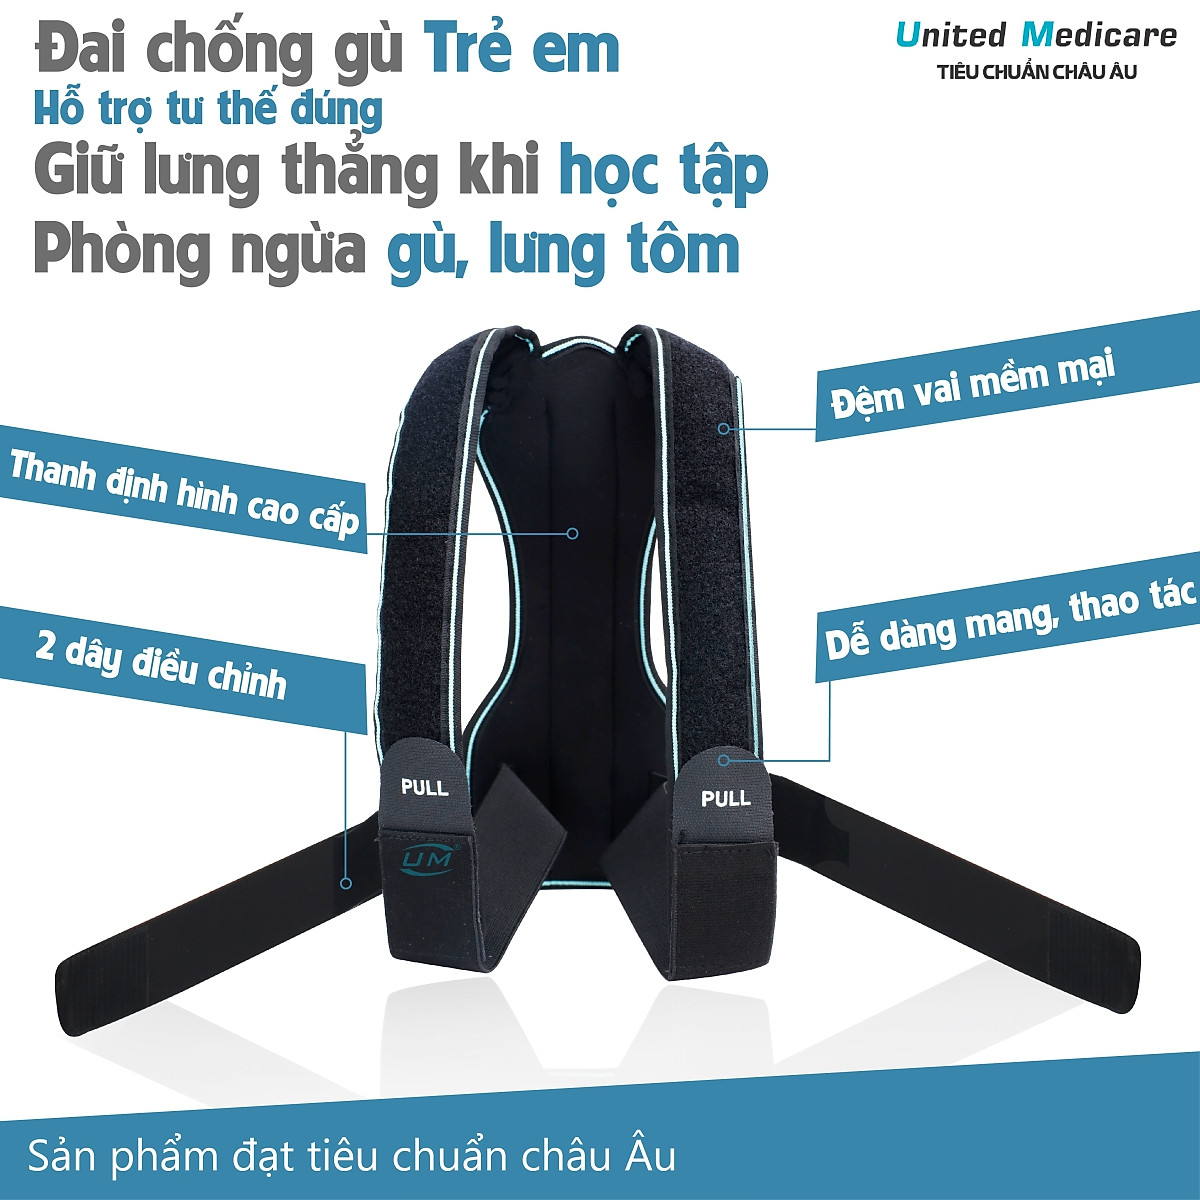 Đai chống gù Trẻ em
Hỗ trợ tư thế đúng
Giữ lưng thẳng khi học tập
Phòng ngừa gù, lưng tôm
United Medicare
TIÊU CHUẨN CHÂU ÂU
Đệm vai mềm mại
Thanh định hình cao cấp
Dễ dàng mang, thao tác
2 dây điều chỉnh
PULL
PULL
UM®
Sản phẩm đạt tiêu chuẩn châu Âu